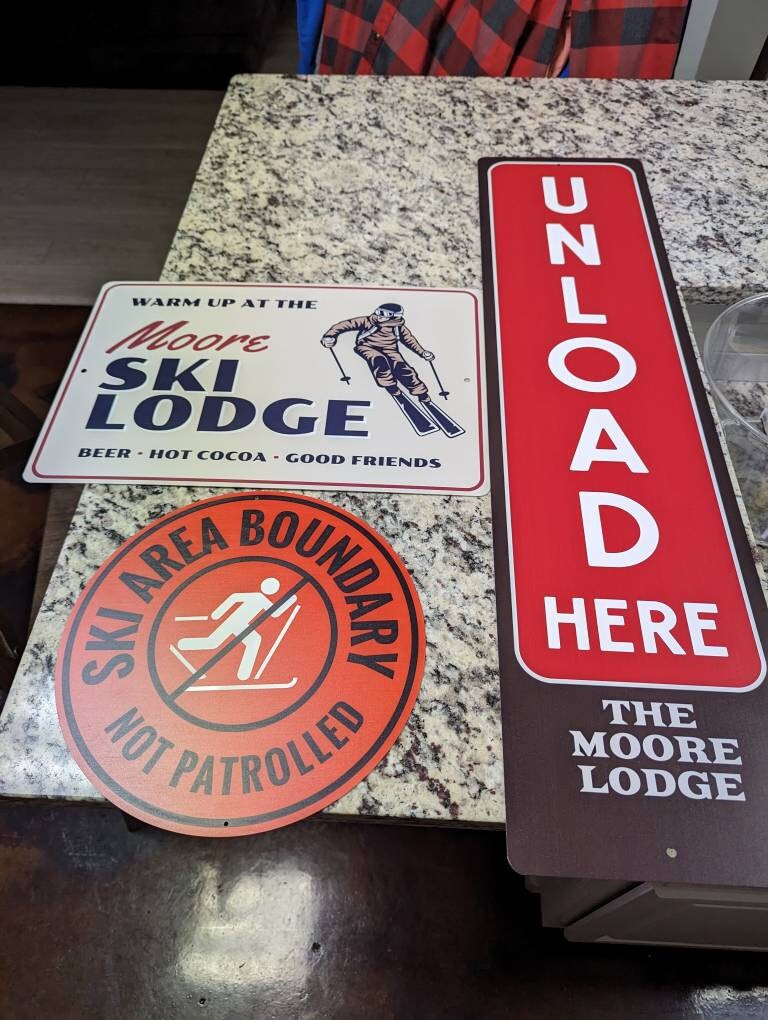 WARM UP AT THE
Moore
SKI
LODGE
BEER • HOT COCOA • GOOD FRIENDS
SKI AREA BOUNDARY
NOT PATROLLED
U
N
L
O
A
D
HERE
THE
MOORE
LODGE